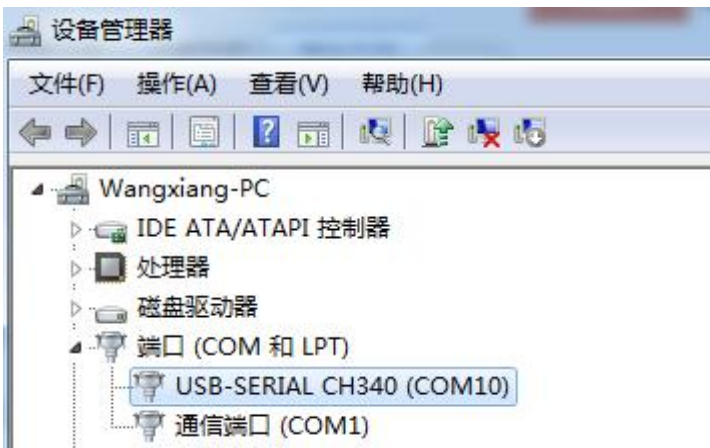 设备管理器
文件(F) 操作(A) 查看(V) 帮助(H)
Wangxiang-PC
IDE ATA/ATAPI 控制器
处理器
磁盘驱动器
端口 (COM 和 LPT)
USB-SERIAL CH340 (COM10)
通信端口 (COM1)